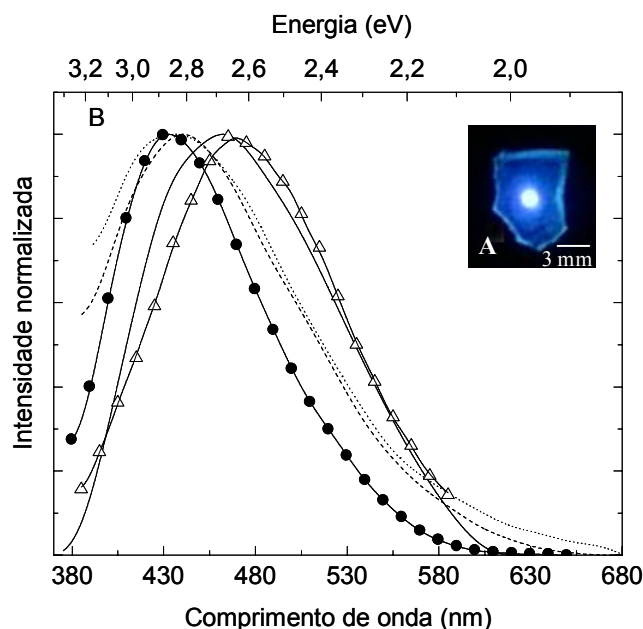 Energia (eV)
3,2 3,0 2,8 2,6 2,4 2,2 2,0
B
A
3 mm
Intensidade normalizada
380 430 480 530 580 630 680
Comprimento de onda (nm)